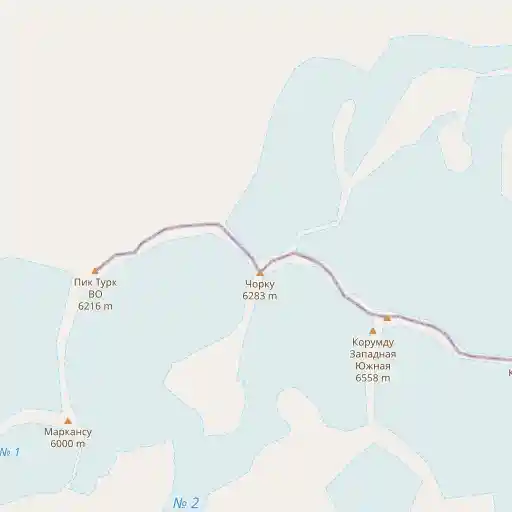 Пик Турк
ВО
6216 m
Чорку
6283 m
Корумду
Западная
Южная
6558 m
Маркансу
6000 m
№ 1
№ 2
К